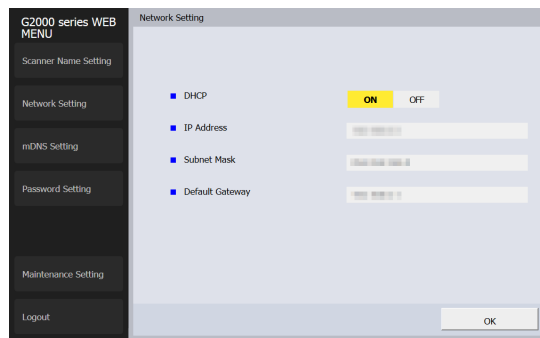 G2000 series WEB
MENU
Network Setting
Scanner Name Setting
Network Setting
mDNS Setting
Password Setting
Maintenance Setting
Logout
DHCP
ON OFF
IP Address
Subnet Mask
Default Gateway
OK